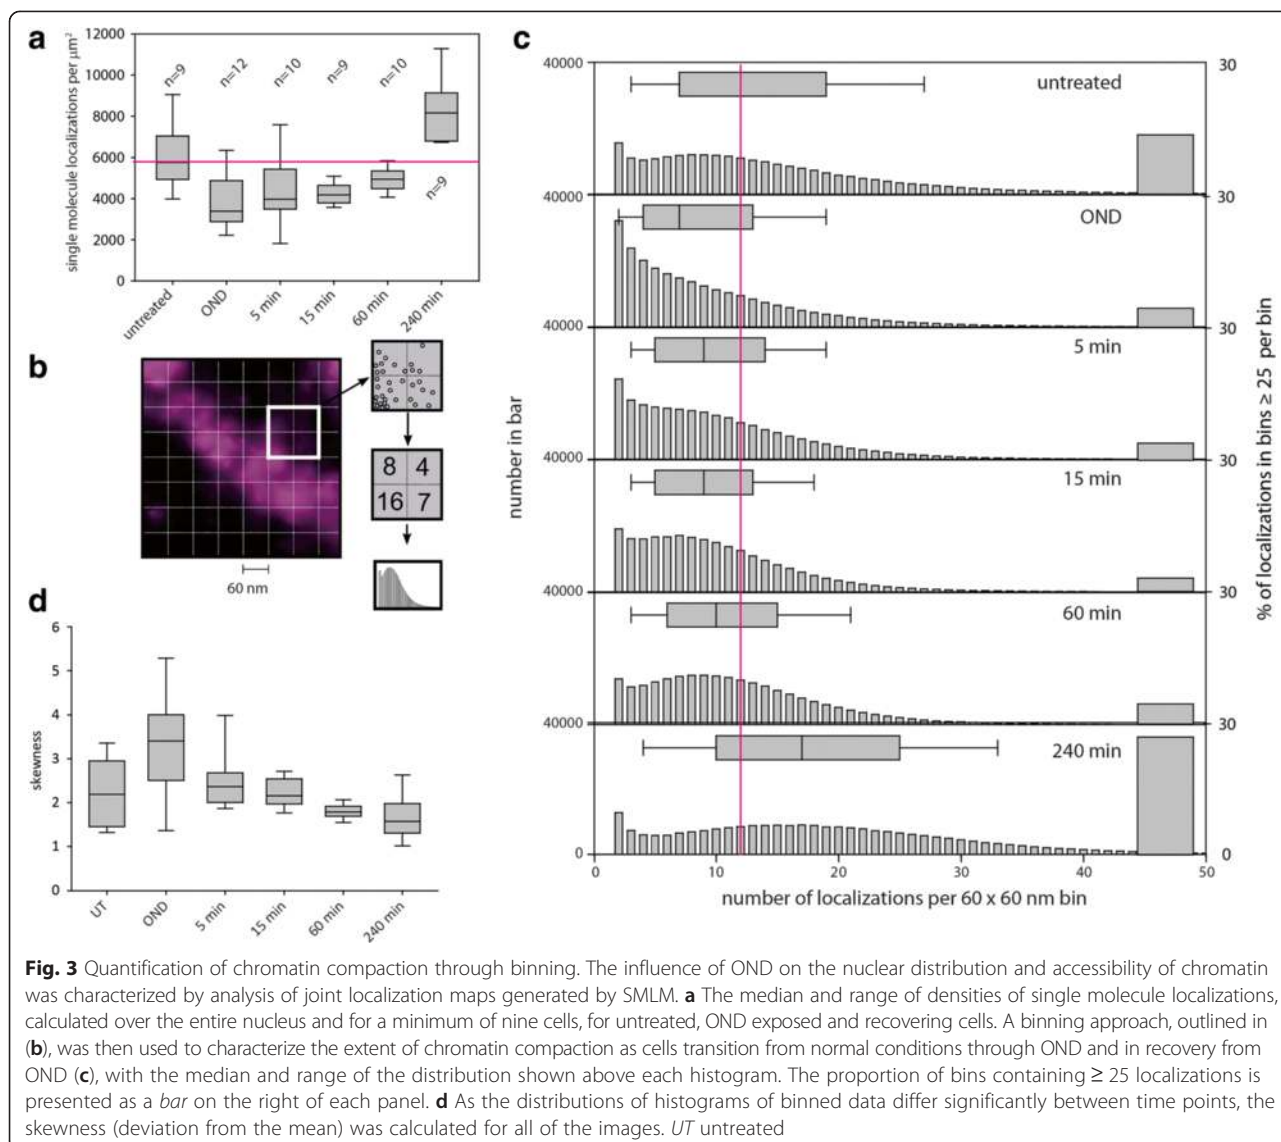 a
single molecule localizations per μm²
12000
10000
8000
6000
4000
2000
0
n=9
n=12
n=10
n=9
n=10
n=9
untreated
OND
5 min
15 min
60 min
240 min
b
8 4
16 7
60 nm
d
skewness
6
5
4
3
2
1
0
UT
OND
5 min
15 min
60 min
240 min
c
number in bar
% of localizations in bins ≥ 25 per bin
40000
30
untreated
40000
30
OND
40000
30
5 min
40000
30
15 min
40000
30
60 min
40000
30
240 min
0
0
0 10 20 30 40 50
number of localizations per 60 x 60 nm bin
Fig. 3 Quantification of chromatin compaction through binning. The influence of OND on the nuclear distribution and accessibility of chromatin
was characterized by analysis of joint localization maps generated by SMLM. a The median and range of densities of single molecule localizations,
calculated over the entire nucleus and for a minimum of nine cells, for untreated, OND exposed and recovering cells. A binning approach, outlined in
(b), was then used to characterize the extent of chromatin compaction as cells transition from normal conditions through OND and in recovery from
OND (c), with the median and range of the distribution shown above each histogram. The proportion of bins containing ≥ 25 localizations is
presented as a bar on the right of each panel. d As the distributions of histograms of binned data differ significantly between time points, the
skewness (deviation from the mean) was calculated for all of the images. UT untreated